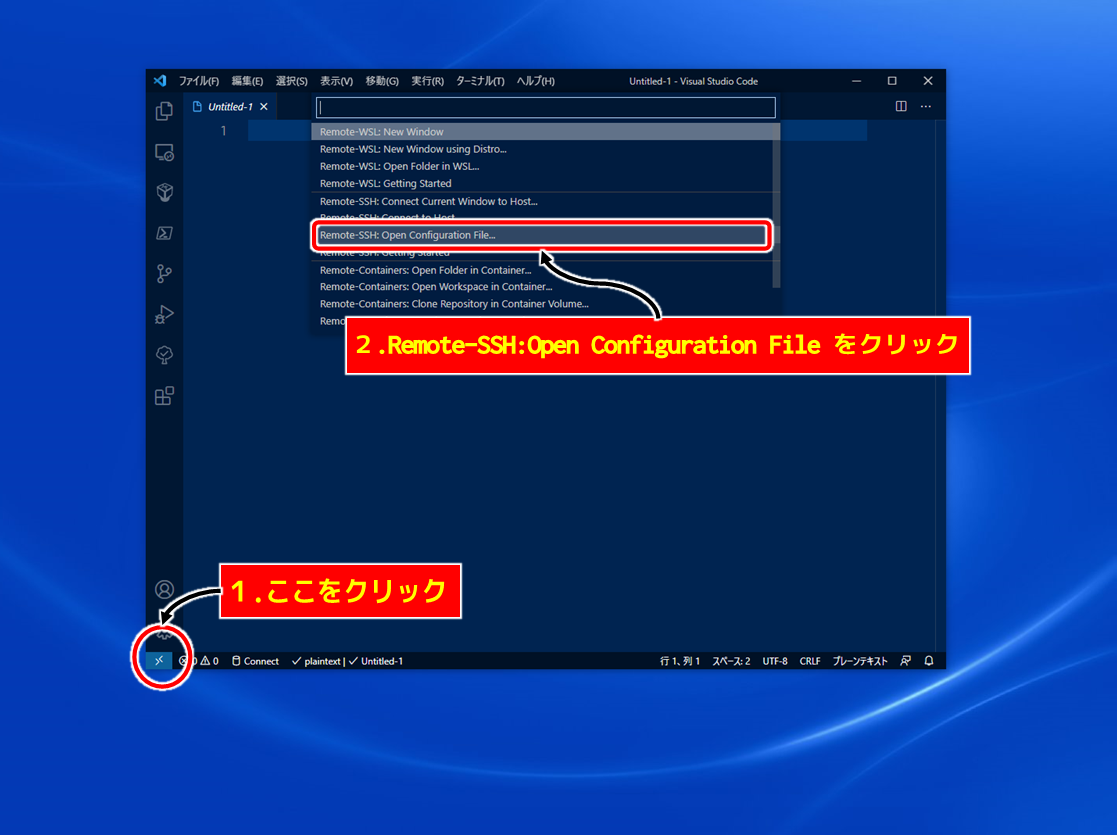 ファイル(F) 編集(E) 選択(S) 表示(V) 移動(G) 実行(R) ターミナル(T) ヘルプ(H) Untitled-1 - Visual Studio Code
Untitled-1
1
Remote-WSL: New Window
Remote-WSL: New Window using Distro...
Remote-WSL: Open Folder in WSL...
Remote-WSL: Getting Started
Remote-SSH: Connect Current Window to Host...
Remote-SSH: Connect to Host...
Remote-SSH: Open Configuration File...
Remote-SSH: Getting Started
Remote-Containers: Open Folder in Container...
Remote-Containers: Open Workspace in Container...
Remote-Containers: Clone Repository in Container Volume...
２.Remote-SSH:Open Configuration File をクリック
１.ここをクリック
0 0 Connect plaintext | Untitled-1 行 1、列 1 スペース: 2 UTF-8 CRLF プレーンテキスト